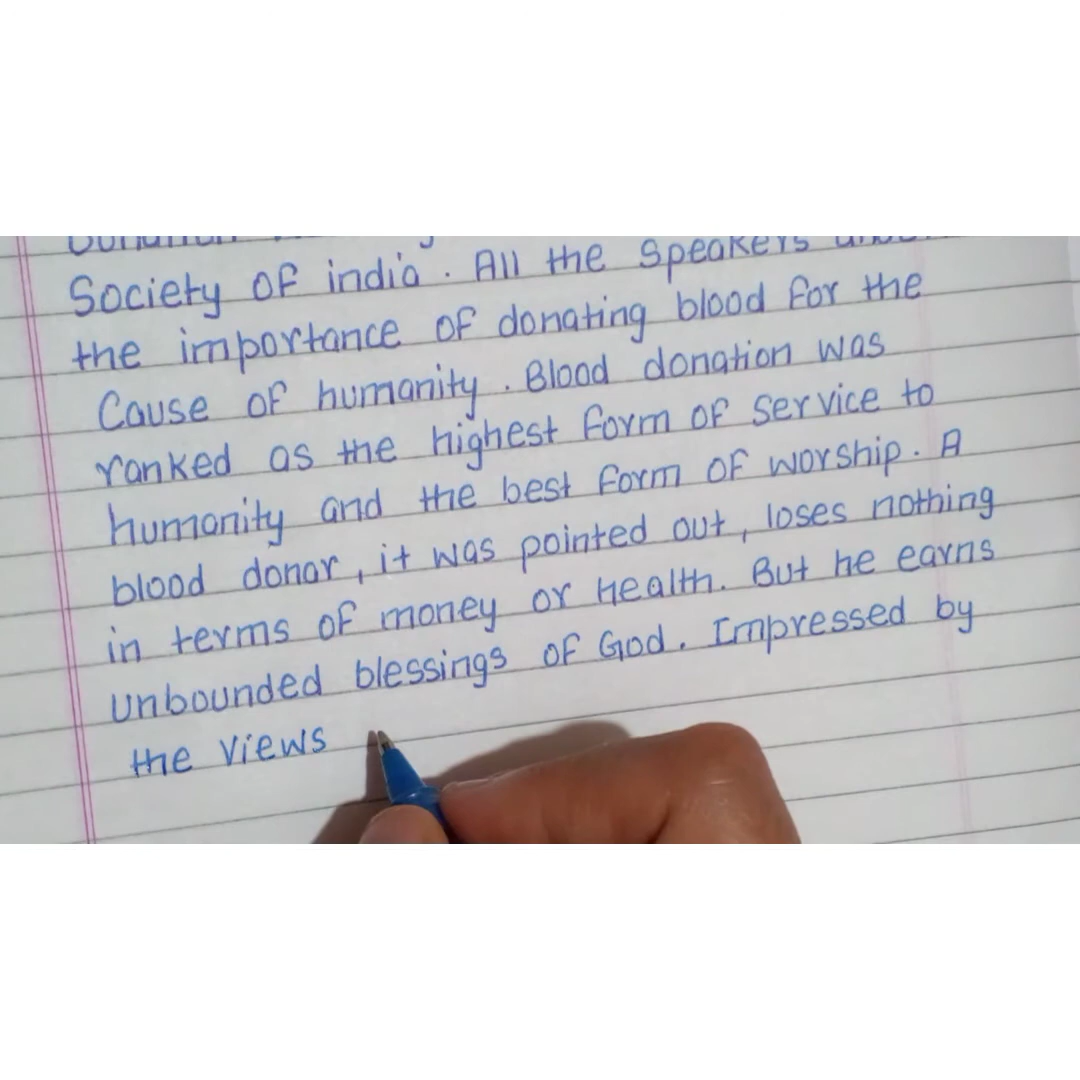 Society of india. All the Speakers
the importance of donating blood for the
Cause of humanity. Blood donation was
ranked as the highest form of service to
humanity and the best form of worship. A
blood donor, it was pointed out, loses nothing
in terms of money or health. But he earns
unbounded blessings of God. Impressed by
the views